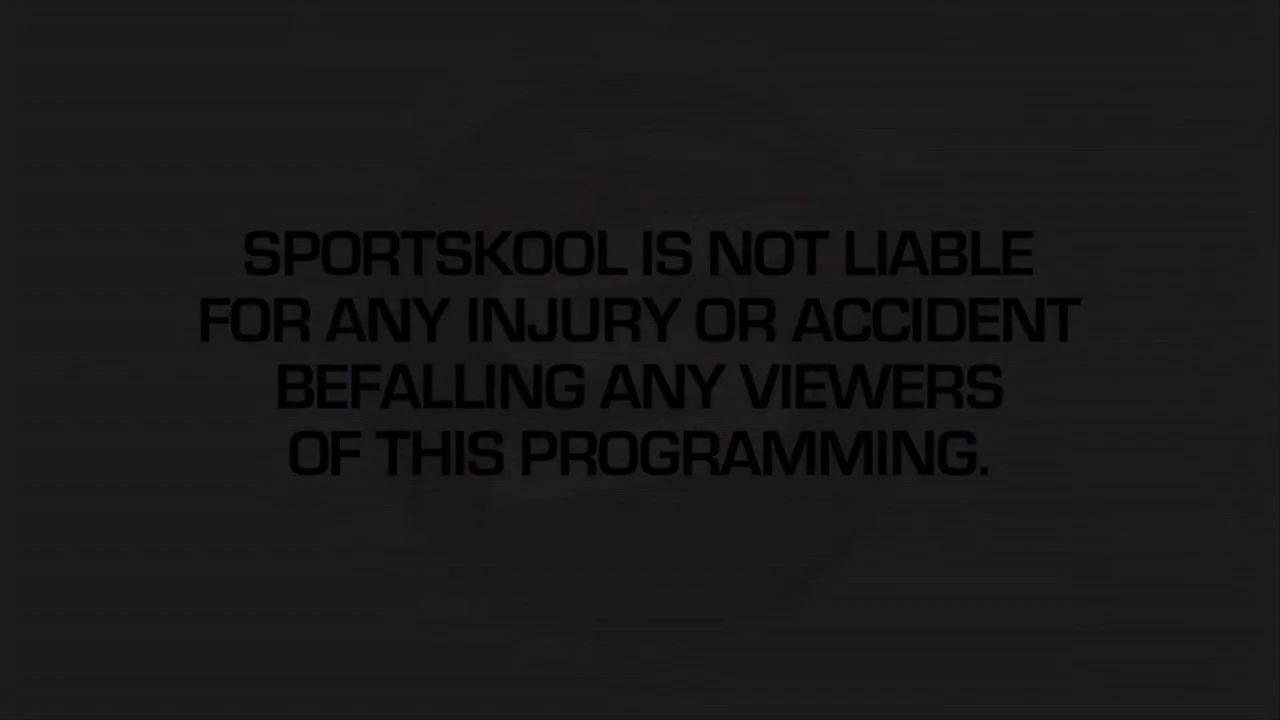 SPORTSKOOL IS NOT LIABLE
FOR ANY INJURY OR ACCIDENT
BEFALLING ANY VIEWERS
OF THIS PROGRAMMING.